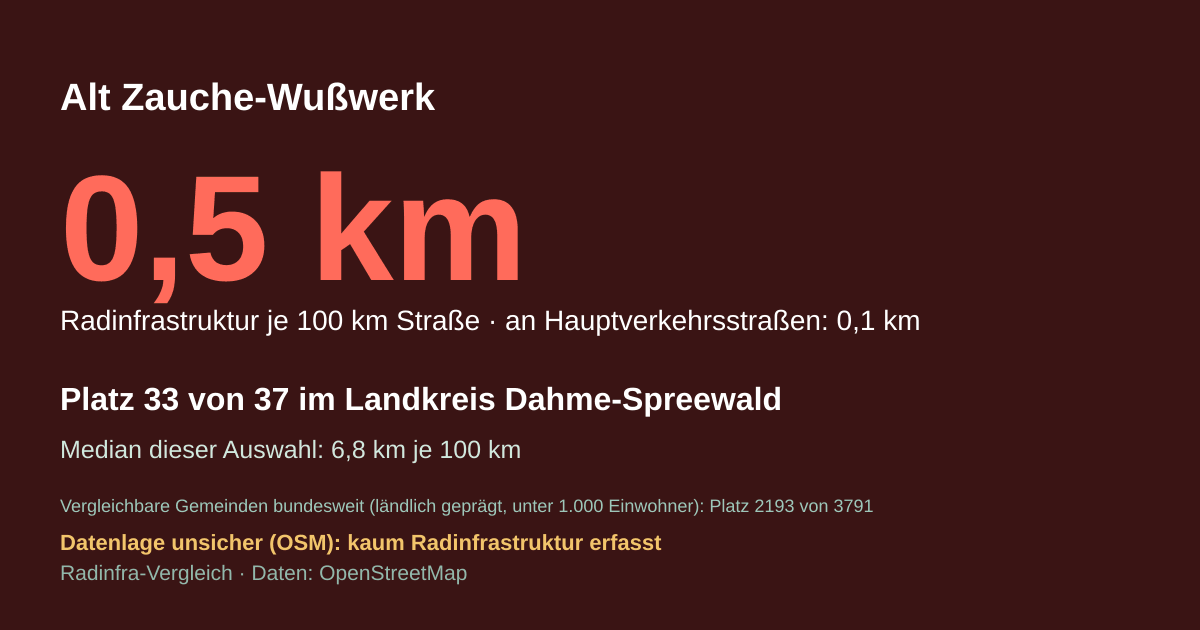 Alt Zauche-Wußwerk
0,5 km
Radinfrastruktur je 100 km Straße · an Hauptverkehrsstraßen: 0,1 km
Platz 33 von 37 im Landkreis Dahme-Spreewald
Median dieser Auswahl: 6,8 km je 100 km
Vergleichbare Gemeinden bundesweit (ländlich geprägt, unter 1.000 Einwohner): Platz 2193 von 3791
Datenlage unsicher (OSM): kaum Radinfrastruktur erfasst
Radinfra-Vergleich · Daten: OpenStreetMap